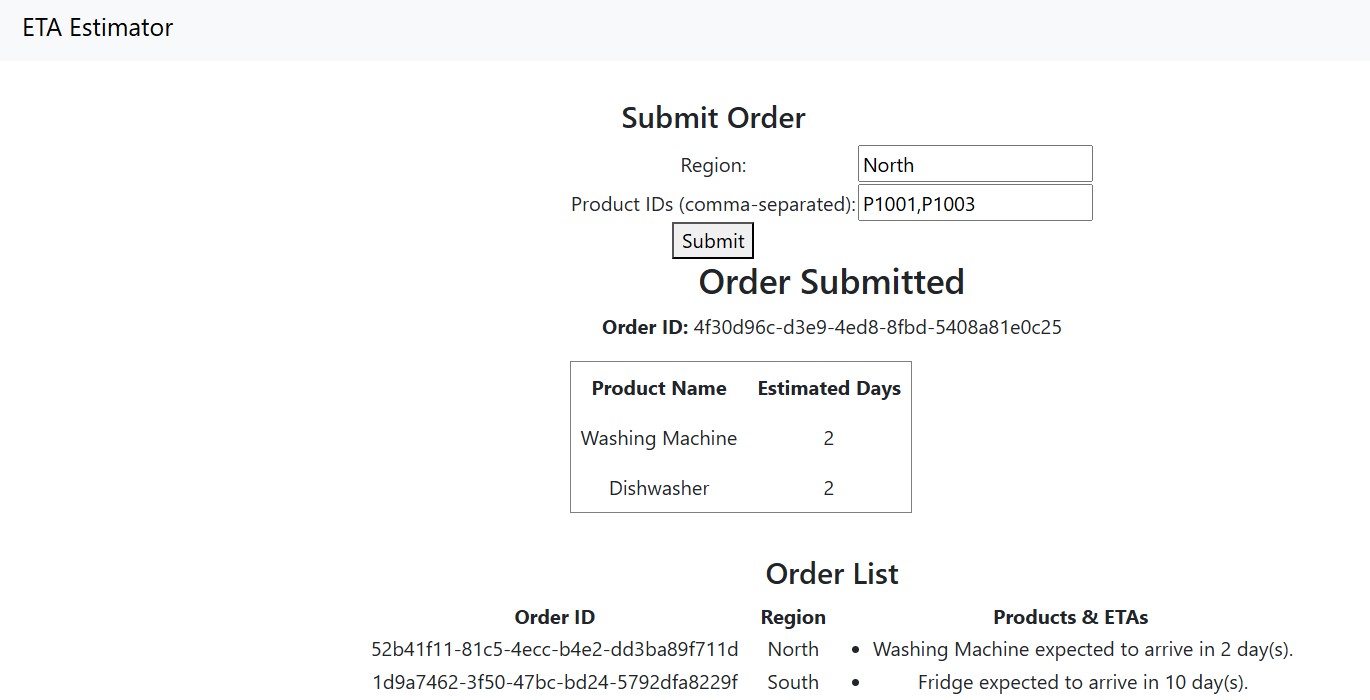 ETA Estimator
Submit Order
Region: North
Product IDs (comma-separated): P1001,P1003
Submit
Order Submitted
Order ID: 4f30d96c-d3e9-4ed8-8fbd-5408a81e0c25
Product Name Estimated Days
Washing Machine 2
Dishwasher 2
Order List
Order ID Region Products & ETAs
52b41f11-81c5-4ecc-b4e2-dd3ba89f711d North • Washing Machine expected to arrive in 2 day(s).
1d9a7462-3f50-47bc-bd24-5792dfa8229f South • Fridge expected to arrive in 10 day(s).